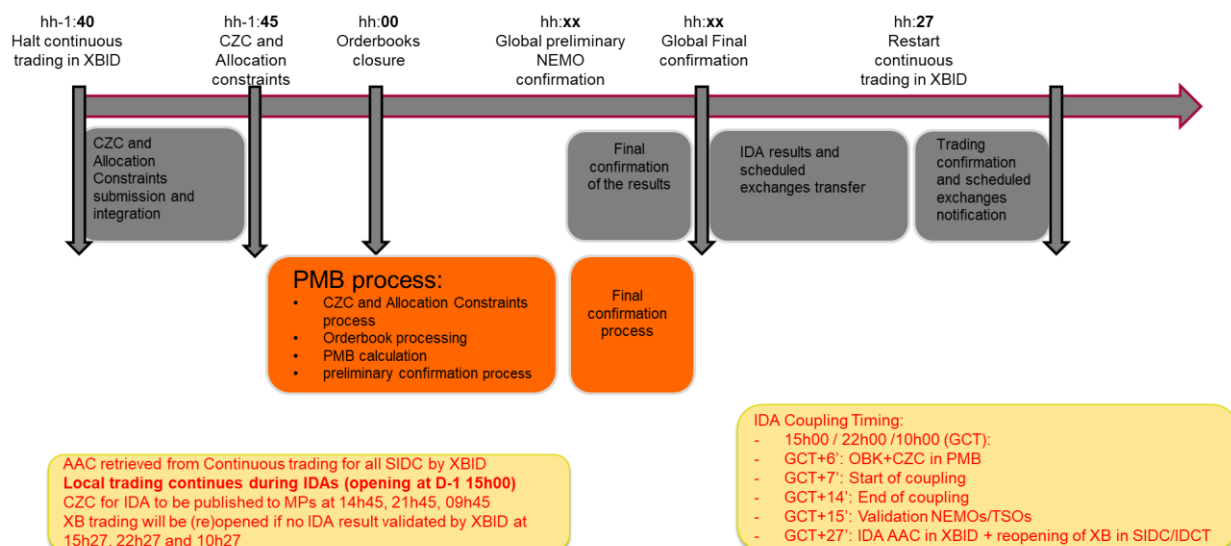 hh-1:40
Halt continuous
trading in XBID
hh-1:45
CZC and
Allocation
constraints
hh:00
Orderbooks
closure
hh:xx
Global preliminary
NEMO
confirmation
hh:xx
Global Final
confirmation
hh:27
Restart
continuous
trading in XBID
CZC and
Allocation
Constraints
submission and
integration
Final
confirmation
of the results
IDA results and
scheduled
exchanges transfer
Trading
confirmation
and scheduled
exchanges
notification
PMB process:
• CZC and Allocation Constraints
process
• Orderbook processing
• PMB calculation
• preliminary confirmation process
Final
confirmation
process
AAC retrieved from Continuous trading for all SIDC by XBID
Local trading continues during IDAs (opening at D-1 15h00)
CZC for IDA to be published to MPs at 14h45, 21h45, 09h45
XB trading will be (re)opened if no IDA result validated by XBID at
15h27, 22h27 and 10h27
IDA Coupling Timing:
- 15h00 / 22h00 /10h00 (GCT):
- GCT+6’: OBK+CZC in PMB
- GCT+7’: Start of coupling
- GCT+14’: End of coupling
- GCT+15’: Validation NEMOs/TSOs
- GCT+27’: IDA AAC in XBID + reopening of XB in SIDC/IDCT